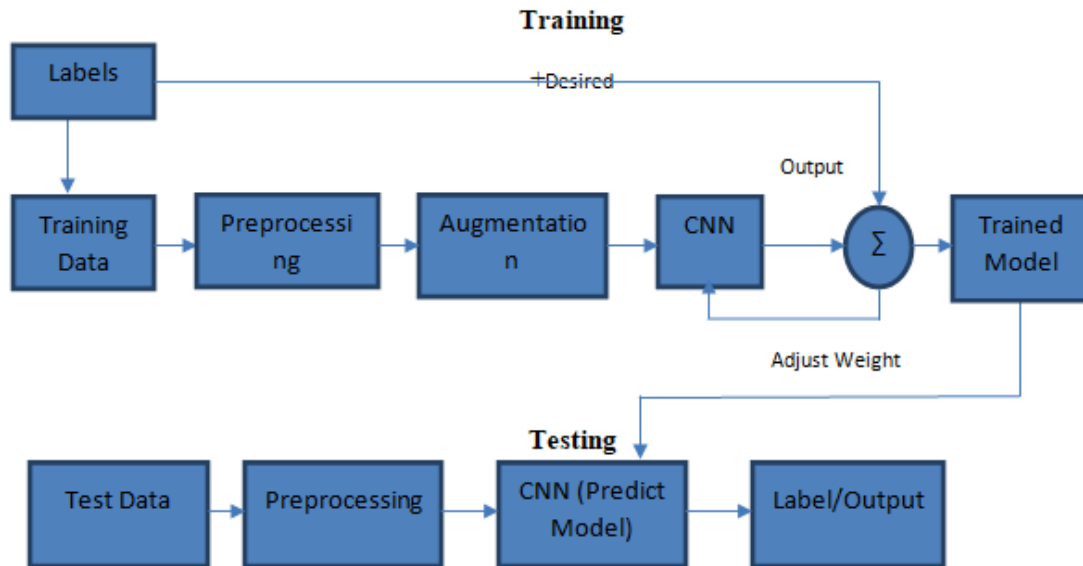 Training
Labels
+Desired
Output
Training
Data
Preprocessi
ng
Augmentatio
n
CNN
Σ
Trained
Model
Adjust Weight
Testing
Test Data
Preprocessing
CNN (Predict
Model)
Label/Output